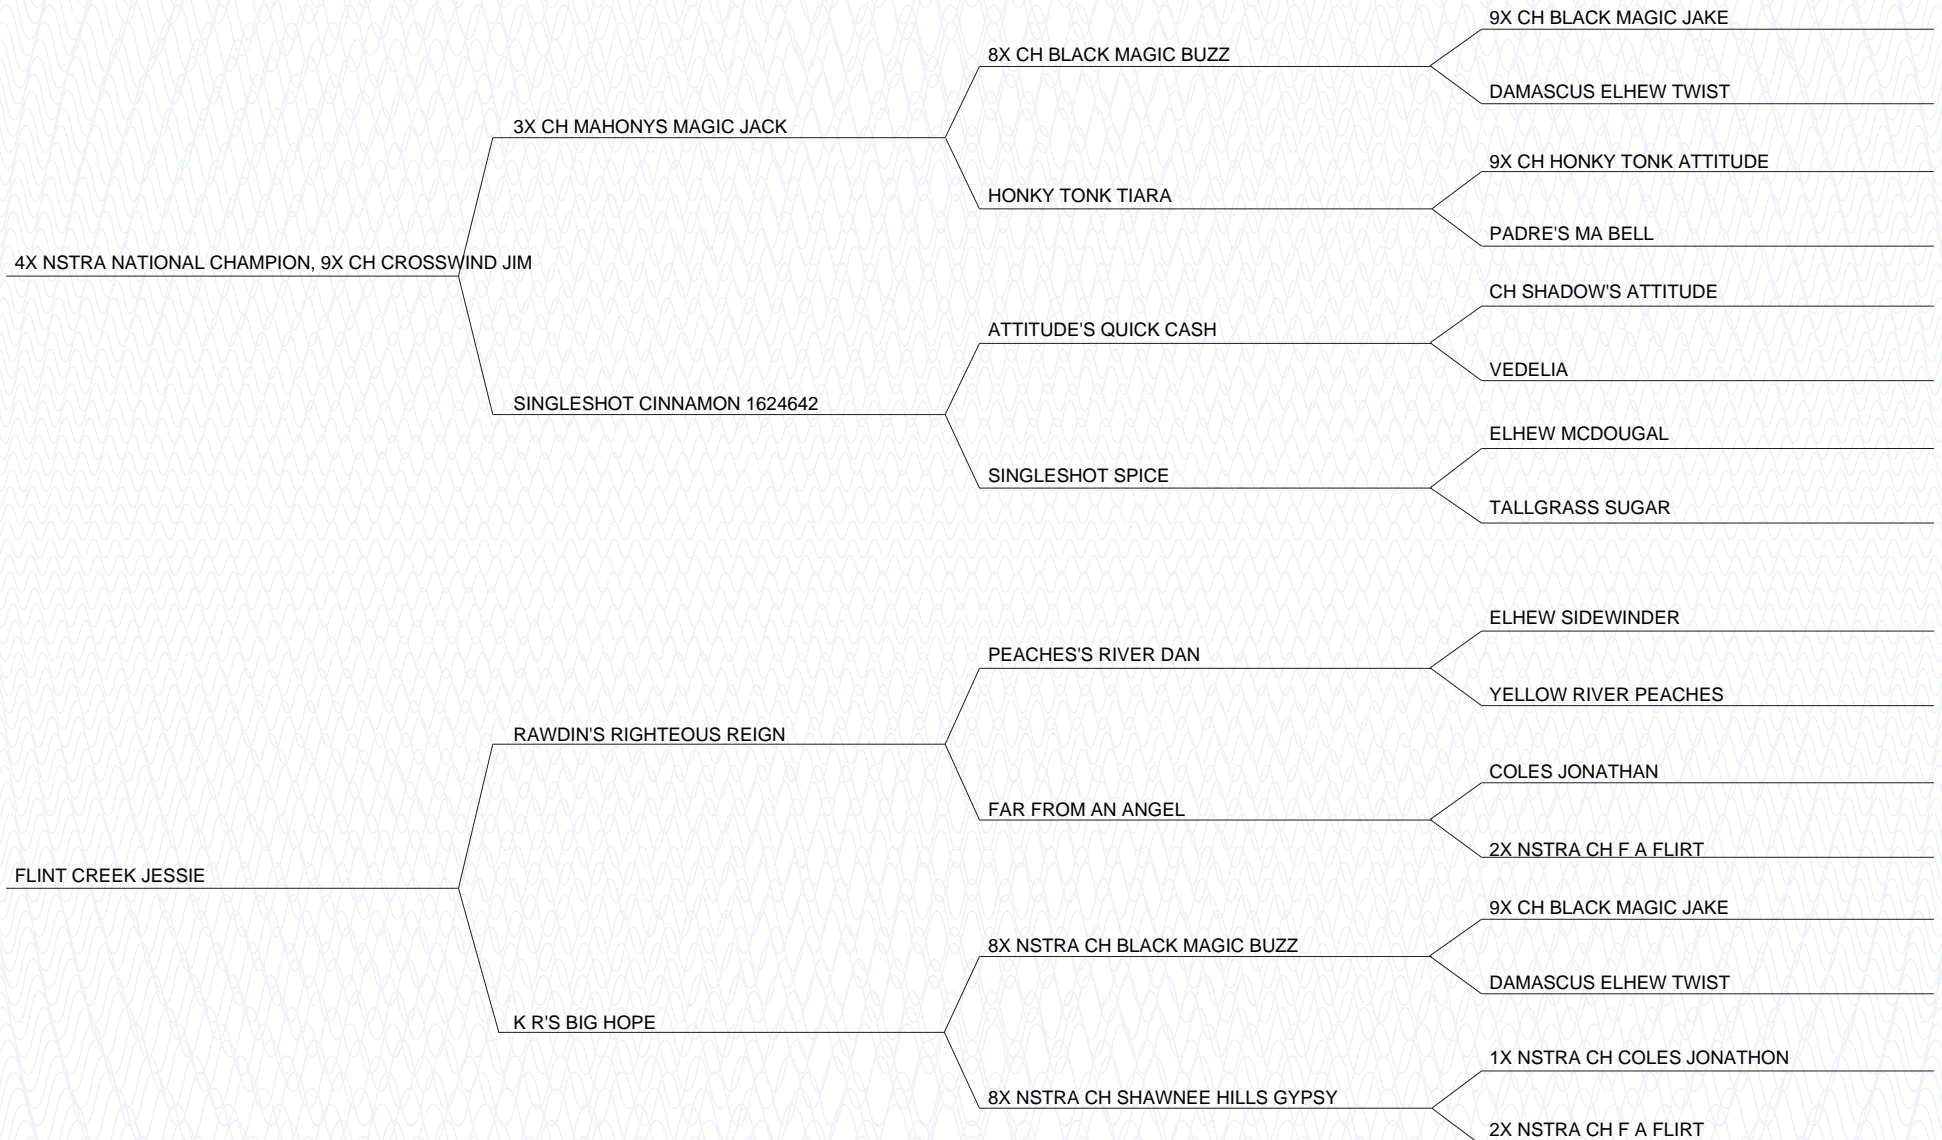 9X CH BLACK MAGIC JAKE
8X CH BLACK MAGIC BUZZ
DAMASCUS ELHEW TWIST
3X CH MAHONYS MAGIC JACK
9X CH HONKY TONK ATTITUDE
HONKY TONK TIARA
PADRE'S MA BELL
4X NSTRA NATIONAL CHAMPION, 9X CH CROSSWIND JIM
CH SHADOW'S ATTITUDE
ATTITUDE'S QUICK CASH
VEDELIA
SINGLESHOT CINNAMON 1624642
ELHEW MCDOUGAL
SINGLESHOT SPICE
TALLGRASS SUGAR
ELHEW SIDEWINDER
PEACHES'S RIVER DAN
YELLOW RIVER PEACHES
RAWDIN'S RIGHTEOUS REIGN
COLES JONATHAN
FAR FROM AN ANGEL
2X NSTRA CH F A FLIRT
FLINT CREEK JESSIE
9X CH BLACK MAGIC JAKE
8X NSTRA CH BLACK MAGIC BUZZ
DAMASCUS ELHEW TWIST
K R'S BIG HOPE
1X NSTRA CH COLES JONATHON
8X NSTRA CH SHAWNEE HILLS GYPSY
2X NSTRA CH F A FLIRT